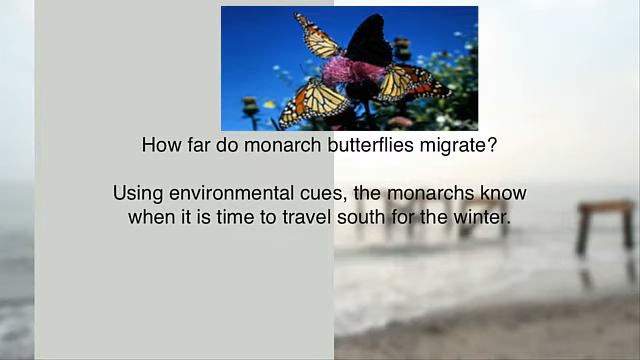 How far do monarch butterflies migrate?
Using environmental cues, the monarchs know
when it is time to travel south for the winter.